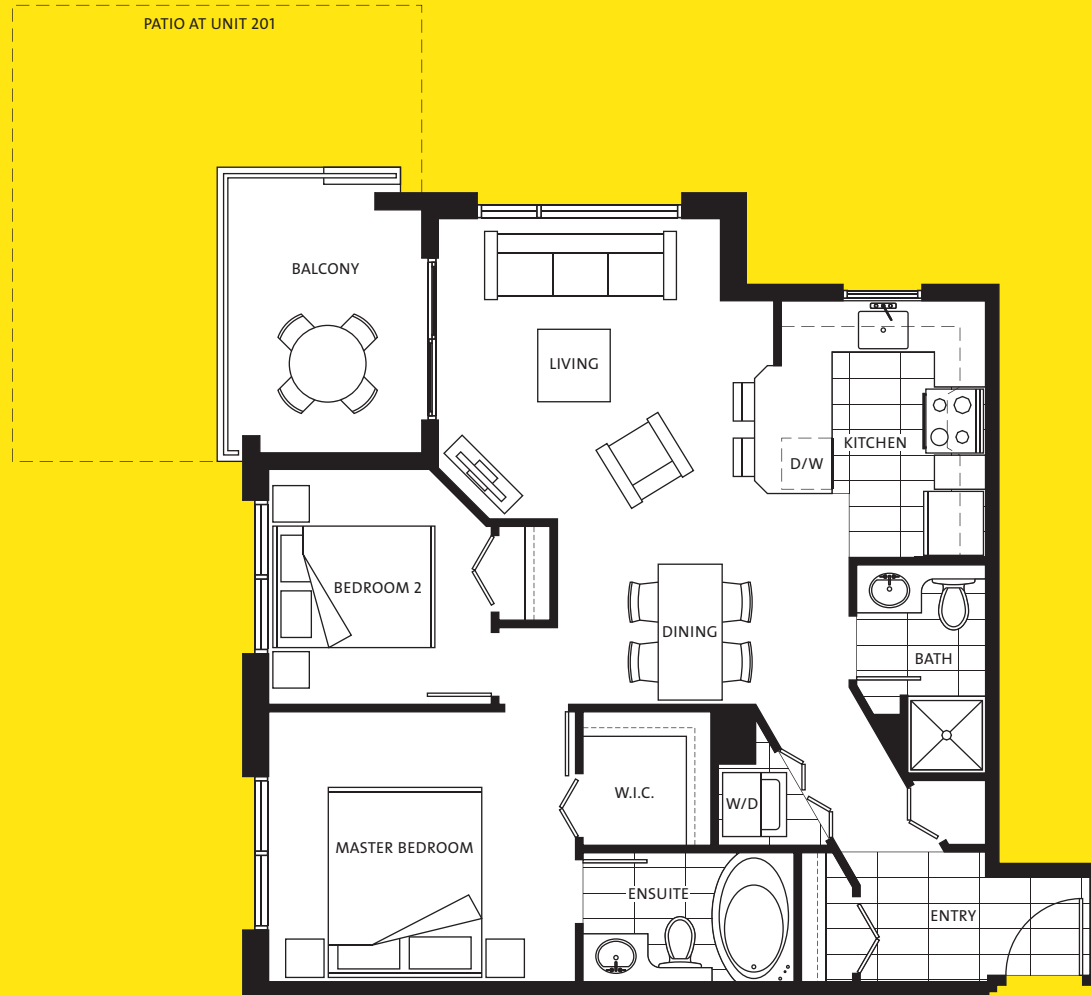 PATIO AT UNIT 201
BALCONY
LIVING
KITCHEN
D/W
BEDROOM 2
DINING
BATH
W.I.C.
W/D
MASTER BEDROOM
ENSUITE
ENTRY